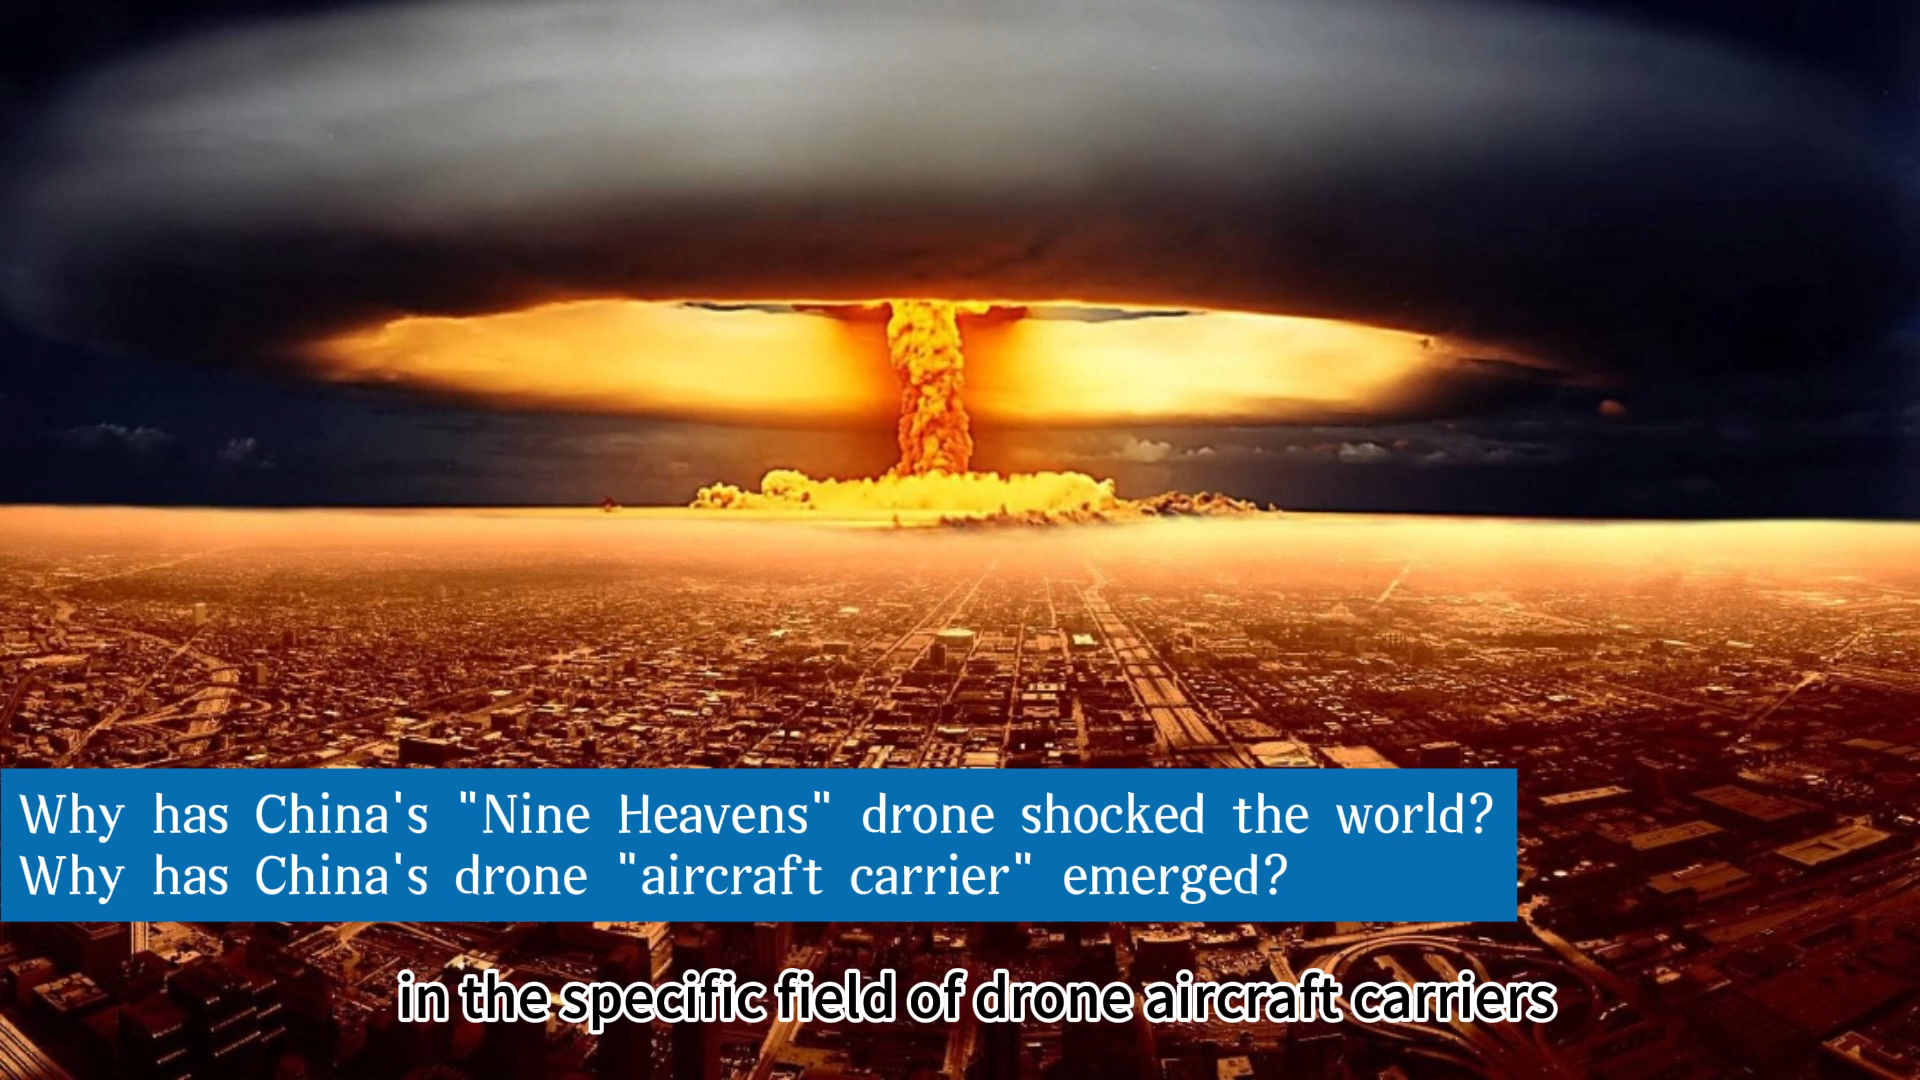 Why has China's "Nine Heavens" drone shocked the world?
Why has China's drone "aircraft carrier" emerged?
in the specific field of drone aircraft carriers